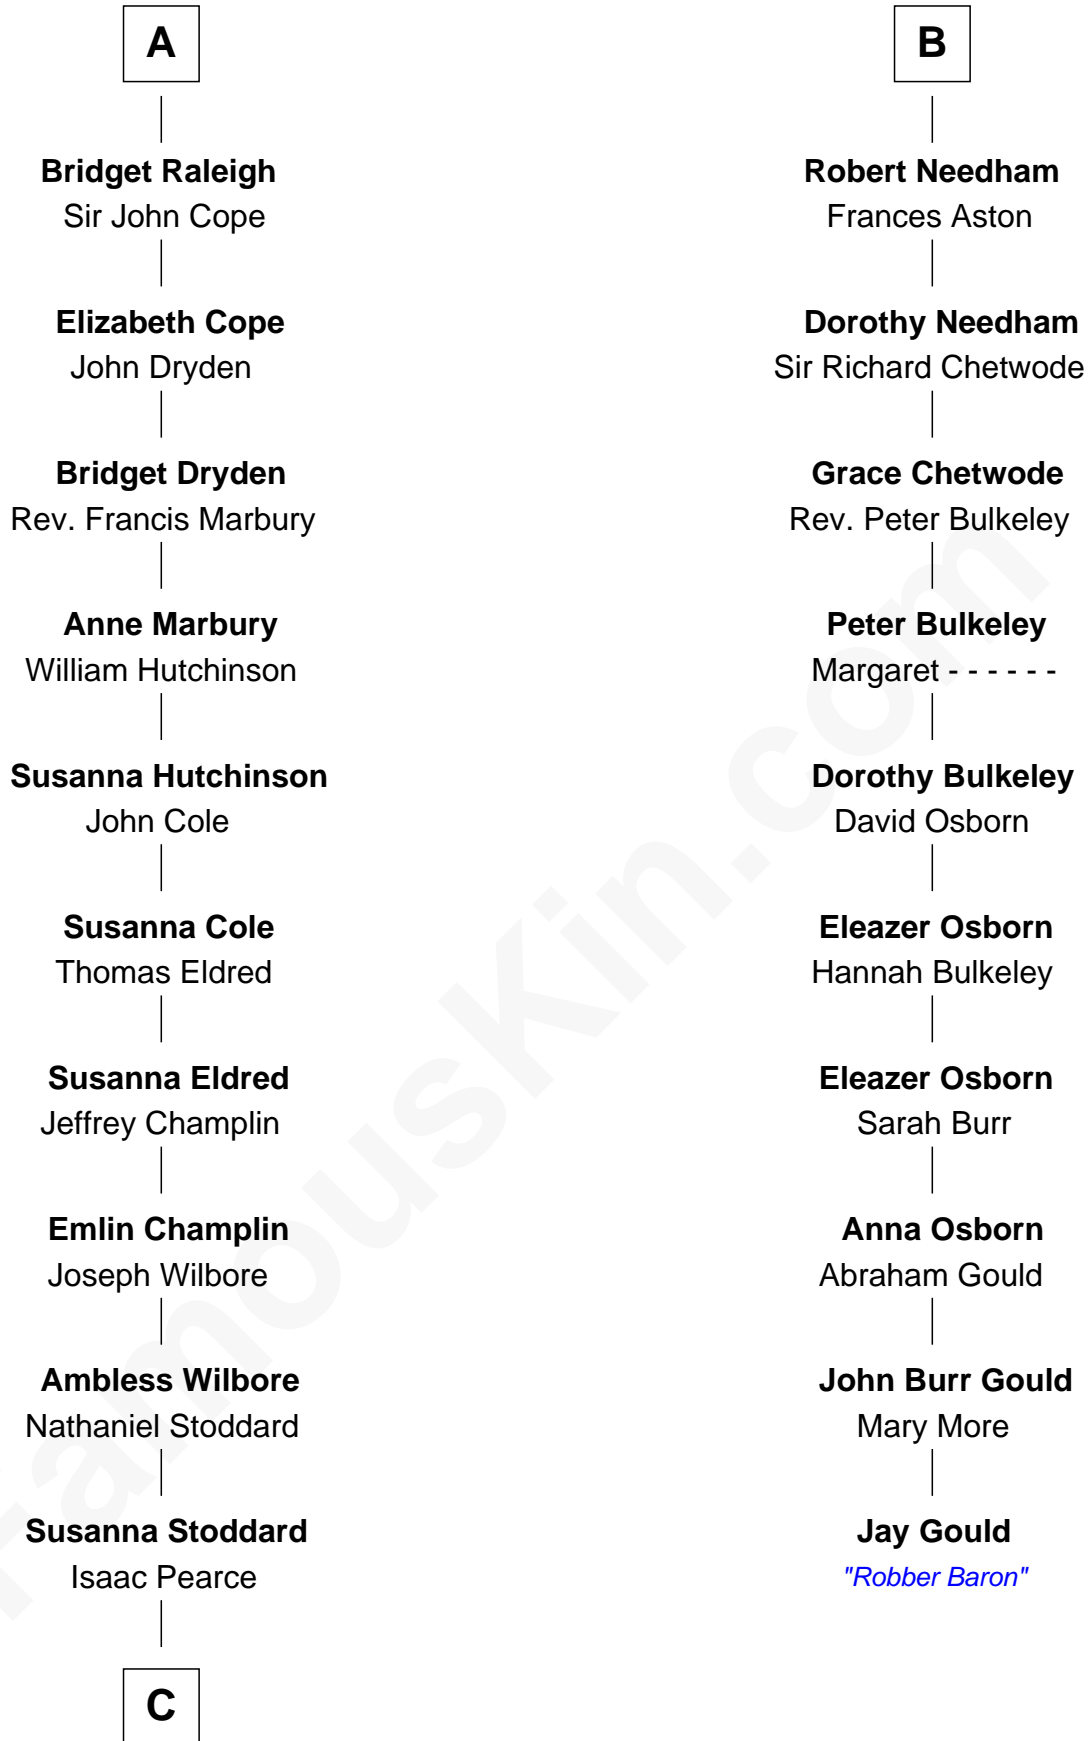 A
Bridget Raleigh
Sir John Cope
Elizabeth Cope
John Dryden
Bridget Dryden
Rev. Francis Marbury
Anne Marbury
William Hutchinson
Susanna Hutchinson
John Cole
Susanna Cole
Thomas Eldred
Susanna Eldred
Jeffrey Champlin
Emlin Champlin
Joseph Wilbore
Ambless Wilbore
Nathaniel Stoddard
Susanna Stoddard
Isaac Pearce
C
B
Robert Needham
Frances Aston
Dorothy Needham
Sir Richard Chetwode
Grace Chetwode
Rev. Peter Bulkeley
Peter Bulkeley
Margaret - - - - - -
Dorothy Bulkeley
David Osborn
Eleazer Osborn
Hannah Bulkeley
Eleazer Osborn
Sarah Burr
Anna Osborn
Abraham Gould
John Burr Gould
Mary More
Jay Gould
"Robber Baron"
FamousKin.com